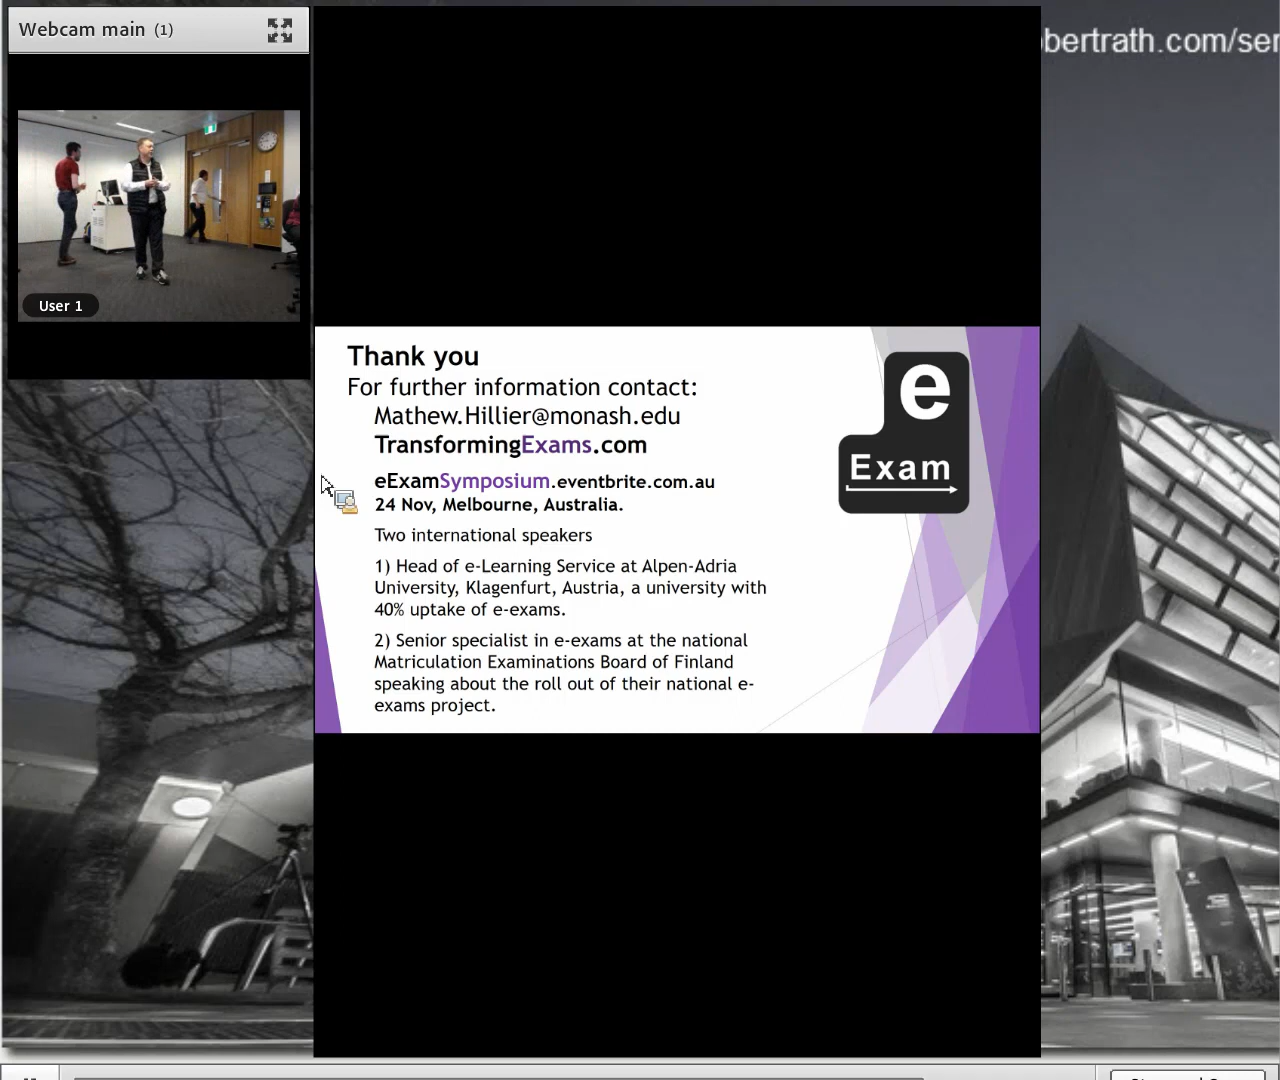 Webcam main (1)
bertrath.com/ser
User 1
Thank you
For further information contact:
Mathew.Hillier@monash.edu
TransformingExams.com
eExamSymposium.eventbrite.com.au
24 Nov, Melbourne, Australia.
Two international speakers
1) Head of e-Learning Service at Alpen-Adria
University, Klagenfurt, Austria, a university with
40% uptake of e-exams.
2) Senior specialist in e-exams at the national
Matriculation Examinations Board of Finland
speaking about the roll out of their national e-
exams project.
e
Exam